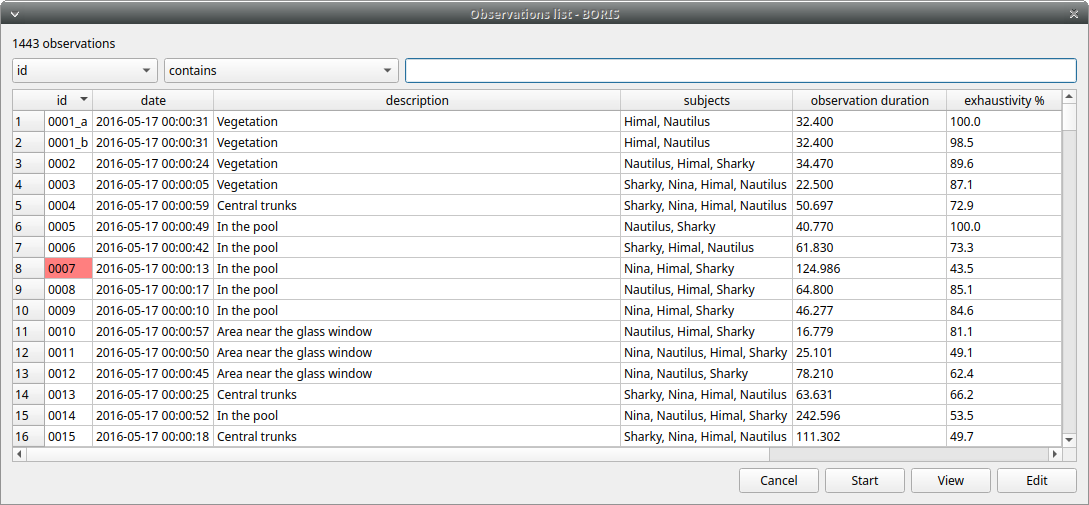 Observations list - BORIS
1443 observations
id contains
id date description subjects observation duration exhaustivity %
1 0001_a 2016-05-17 00:00:31 Vegetation Himal, Nautilus 32.400 100.0
2 0001_b 2016-05-17 00:00:31 Vegetation Himal, Nautilus 32.400 98.5
3 0002 2016-05-17 00:00:24 Vegetation Nautilus, Himal, Sharky 34.470 89.6
4 0003 2016-05-17 00:00:05 Vegetation Sharky, Nina, Himal, Nautilus 22.500 87.1
5 0004 2016-05-17 00:00:59 Central trunks Sharky, Nina, Himal, Nautilus 50.697 72.9
6 0005 2016-05-17 00:00:49 In the pool Nautilus, Sharky 40.770 100.0
7 0006 2016-05-17 00:00:42 In the pool Sharky, Himal, Nautilus 61.830 73.3
8 0007 2016-05-17 00:00:13 In the pool Nina, Himal, Sharky 124.986 43.5
9 0008 2016-05-17 00:00:17 In the pool Nautilus, Himal, Sharky 64.800 85.1
10 0009 2016-05-17 00:00:10 In the pool Nina, Himal, Sharky 46.277 84.6
11 0010 2016-05-17 00:00:57 Area near the glass window Nautilus, Himal, Sharky 16.779 81.1
12 0011 2016-05-17 00:00:50 Area near the glass window Nina, Nautilus, Himal, Sharky 25.101 49.1
13 0012 2016-05-17 00:00:45 Area near the glass window Nina, Nautilus, Sharky 78.210 62.4
14 0013 2016-05-17 00:00:25 Central trunks Sharky, Nina, Himal, Nautilus 63.631 66.2
15 0014 2016-05-17 00:00:52 In the pool Nina, Nautilus, Himal, Sharky 242.596 53.5
16 0015 2016-05-17 00:00:18 Central trunks Sharky, Nina, Himal, Nautilus 111.302 49.7
Cancel Start View Edit